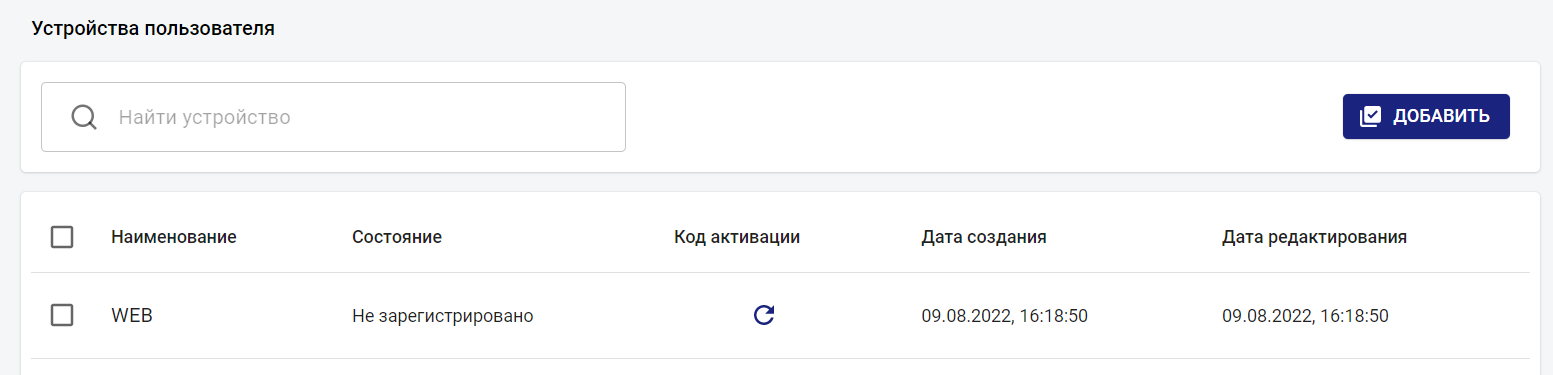 Устройства пользователя
Найти устройство
ДОБАВИТЬ
Наименование Состояние Код активации Дата создания Дата редактирования
WEB Не зарегистрировано 09.08.2022, 16:18:50 09.08.2022, 16:18:50